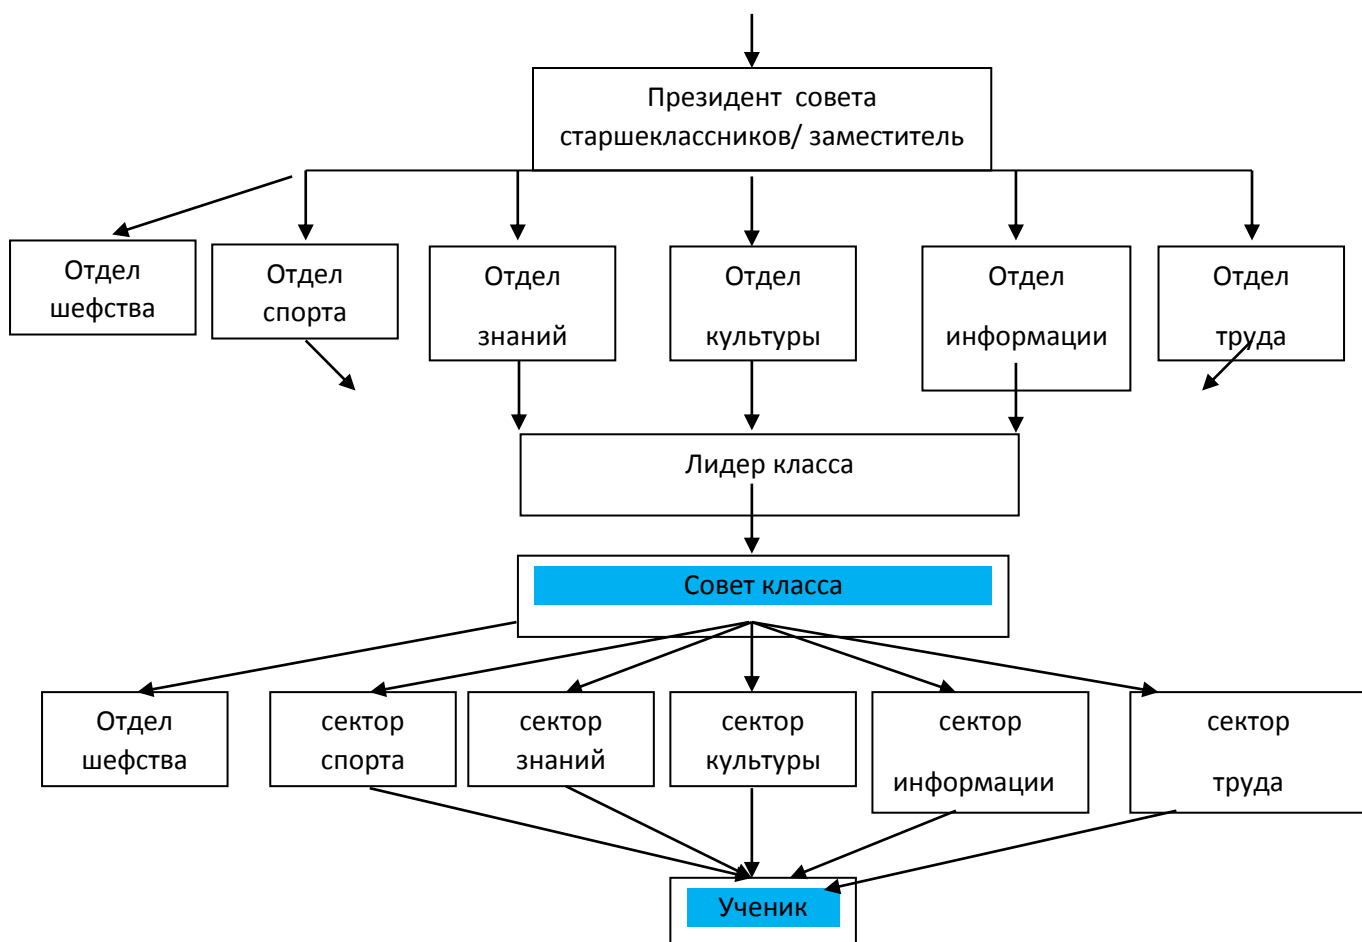 Президент совета
старшеклассников/ заместитель
Отдел
шефства
Отдел
спорта
Отдел
знаний
Отдел
культуры
Отдел
информации
Отдел
труда
Лидер класса
Совет класса
Отдел
шефства
сектор
спорта
сектор
знаний
сектор
культуры
сектор
информации
сектор
труда
Ученик